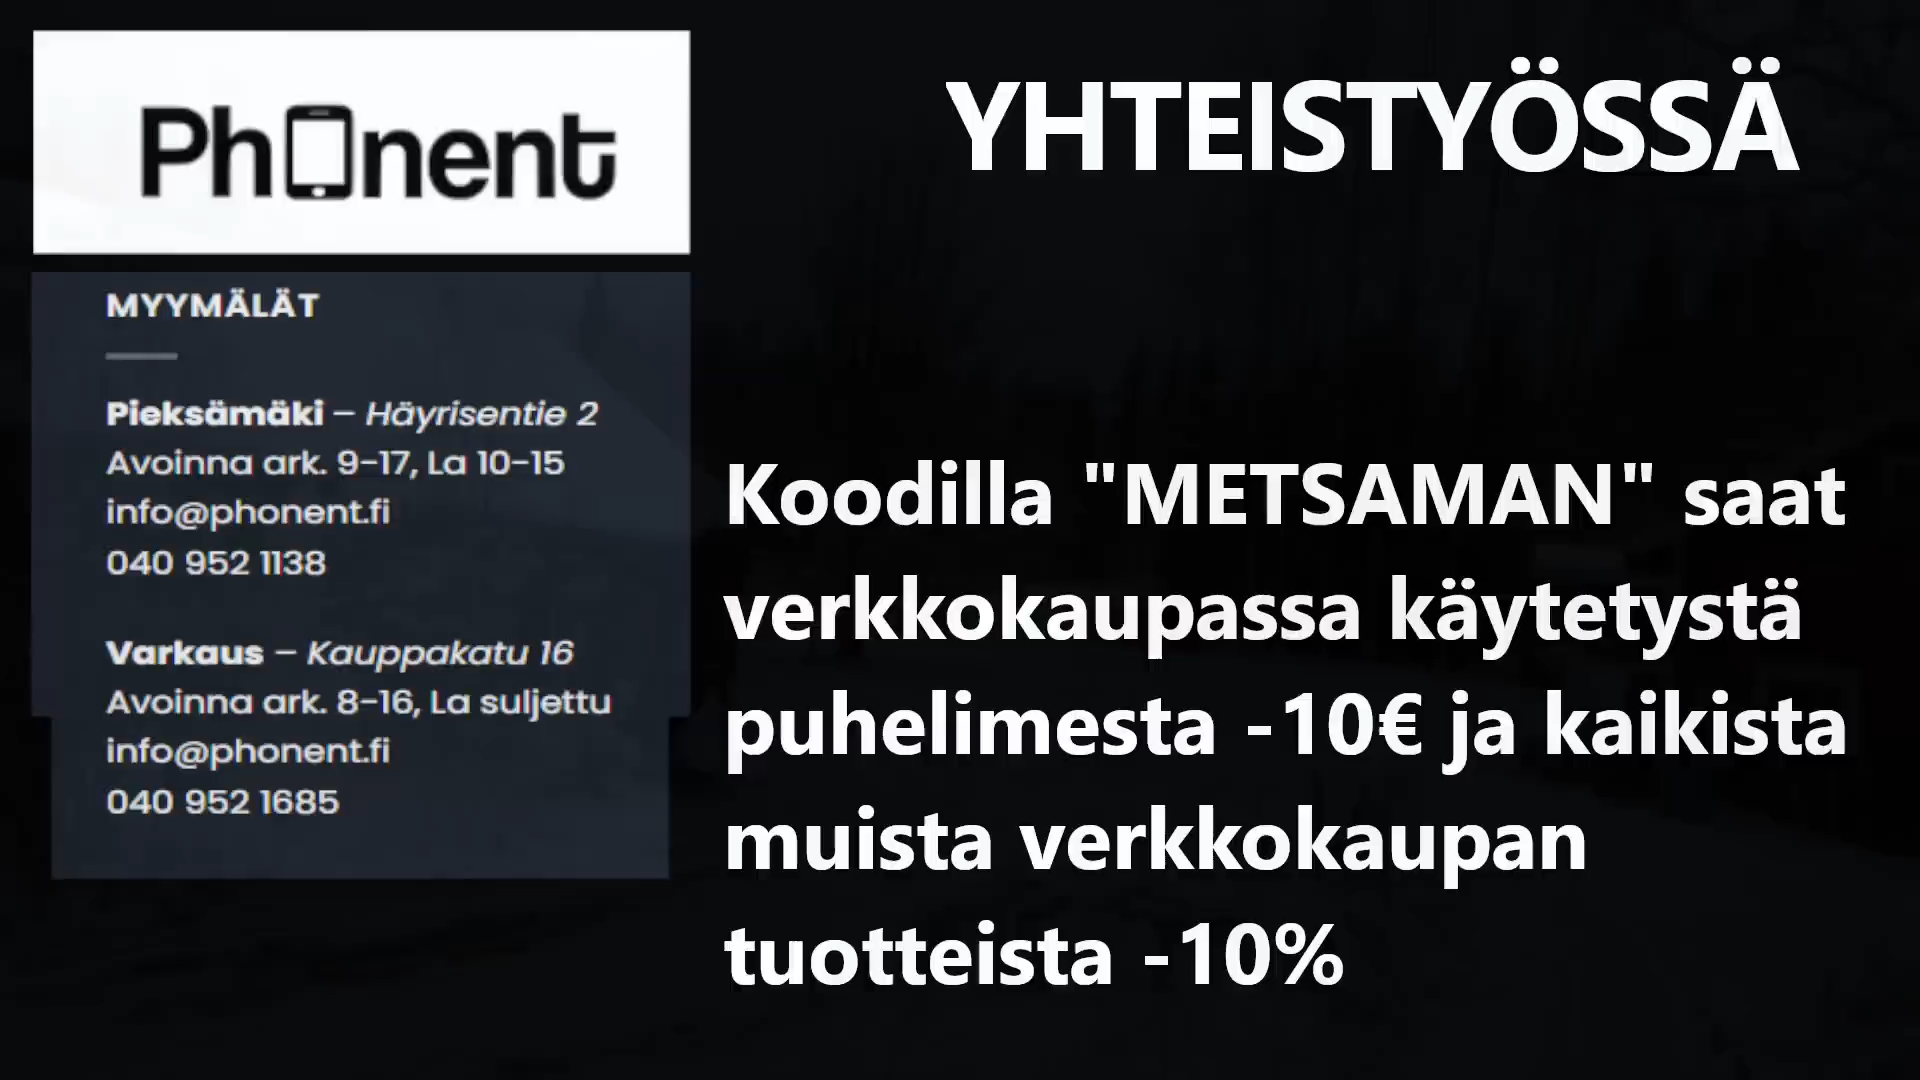 Phonent
MYYMÄLÄT
Pieksämäki – Häyrisentie 2
Avoinna ark. 9-17, La 10-15
info@phonent.fi
040 952 1138
Varkaus – Kauppakatu 16
Avoinna ark. 8-16, La suljettu
info@phonent.fi
040 952 1685
YHTEISTYÖSSÄ
Koodilla "METSAMAN" saat
verkkokaupassa käytetystä
puhelimesta -10€ ja kaikista
muista verkkokaupan
tuotteista -10%